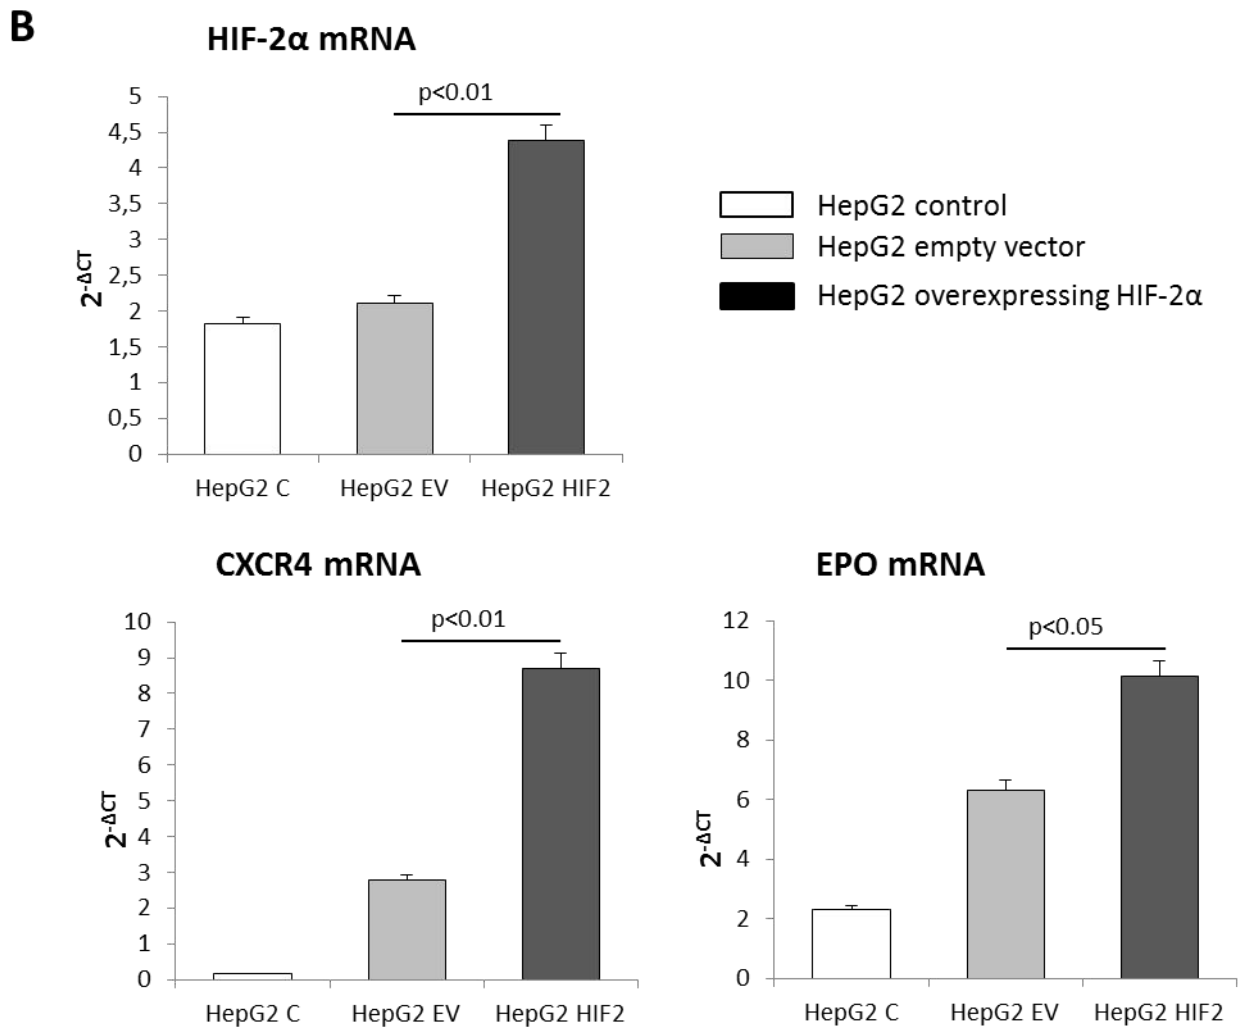 B
HIF-2α mRNA
p<0.01
5
4,5
4
3,5
3
2,5
2
1,5
1
0,5
0
2^-ΔCT
HepG2 C HepG2 EV HepG2 HIF2
HepG2 control
HepG2 empty vector
HepG2 overexpressing HIF-2α
CXCR4 mRNA
p<0.01
10
9
8
7
6
5
4
3
2
1
0
2^-ΔCT
HepG2 C HepG2 EV HepG2 HIF2
EPO mRNA
p<0.05
12
10
8
6
4
2
0
2^-ΔCT
HepG2 C HepG2 EV HepG2 HIF2